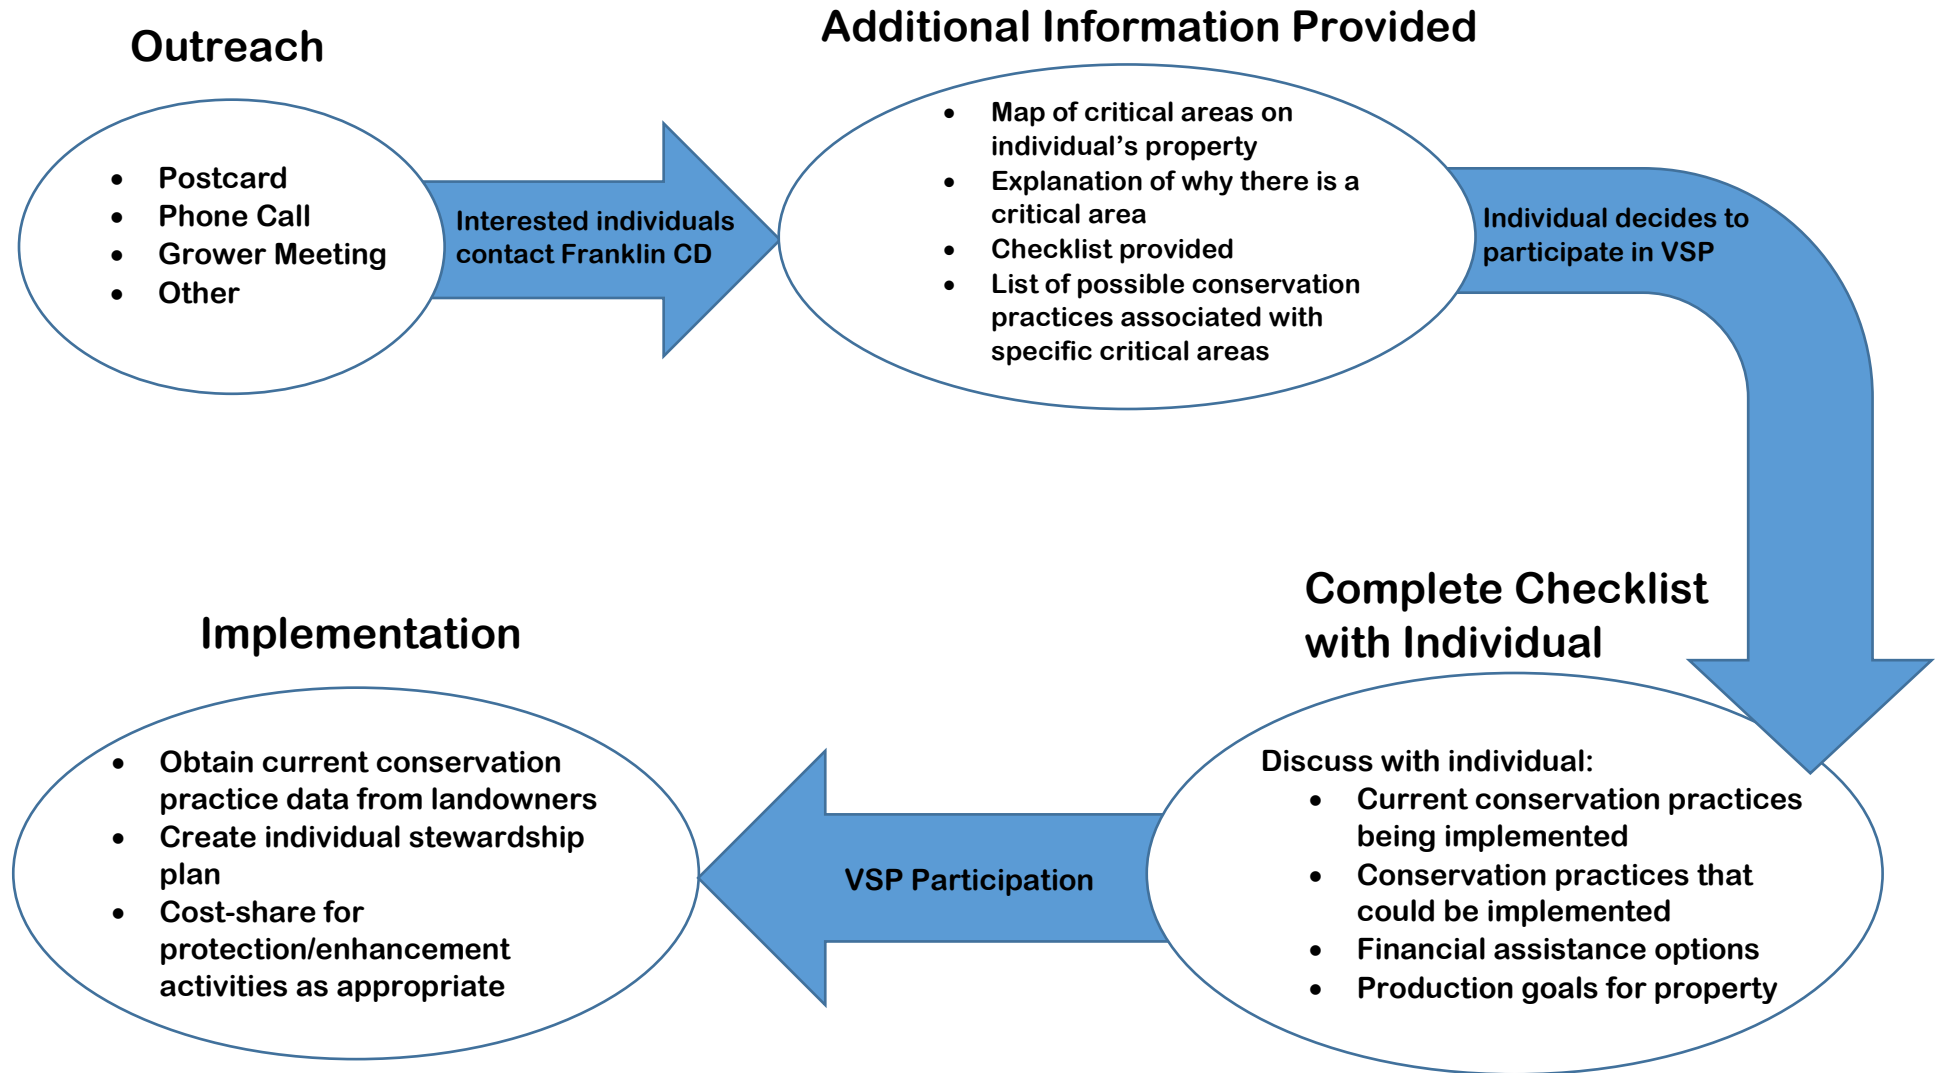 Outreach
• Postcard
• Phone Call
• Grower Meeting
• Other
Interested individuals
contact Franklin CD
Additional Information Provided
• Map of critical areas on
individual’s property
• Explanation of why there is a
critical area
• Checklist provided
• List of possible conservation
practices associated with
specific critical areas
Individual decides to
participate in VSP
Complete Checklist
with Individual
Discuss with individual:
• Current conservation practices
being implemented
• Conservation practices that
could be implemented
• Financial assistance options
• Production goals for property
VSP Participation
Implementation
• Obtain current conservation
practice data from landowners
• Create individual stewardship
plan
• Cost-share for
protection/enhancement
activities as appropriate